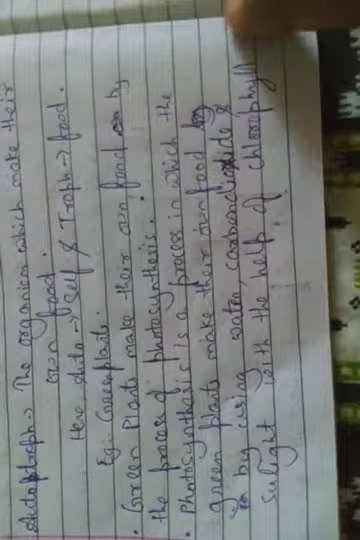 Autotroph → The organism which make their
own food.
Here Auto → Self & Troph → food.
Eg: Green plants.
• Green Plants make their own food by
the process of photosynthesis.
• Photosynthesis is a process in which the
green plants make their own food
by using water, carbondioxide &
sulight with the help of chlorophyll